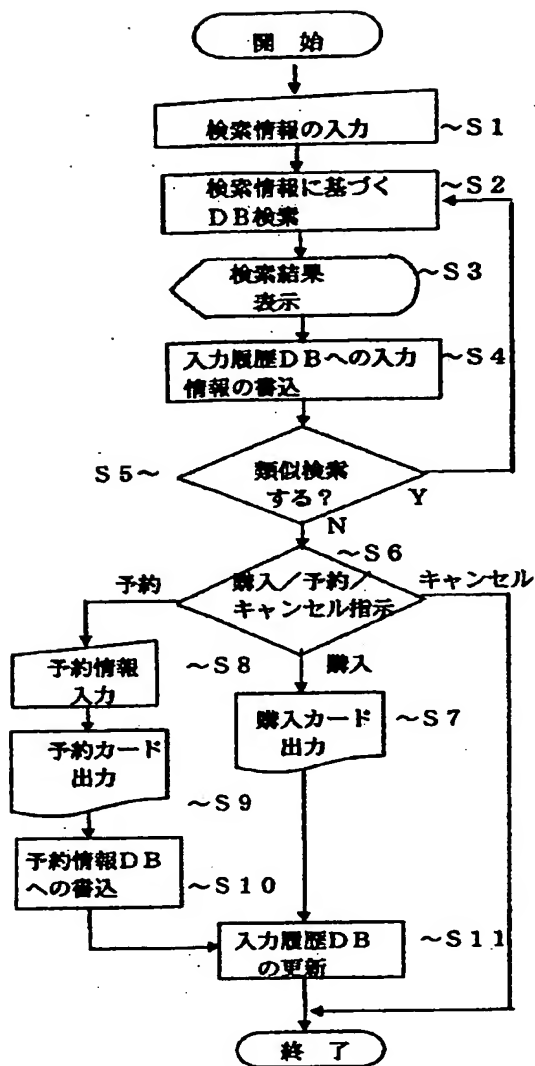 開 始
検索情報の入力
～S1
検索情報に基づく
DB検索
～S2
検索結果
表示
～S3
入力履歴DBへの入力
情報の書込
～S4
S5～
類似検索
する？
Y
N
～S6
予約
購入／予約／
キャンセル指示
キャンセル
購入
予約情報
入力
～S8
購入カード
出力
～S7
予約カード
出力
～S9
予約情報DB
への書込
～S10
入力履歴DB
の更新
～S11
終 了